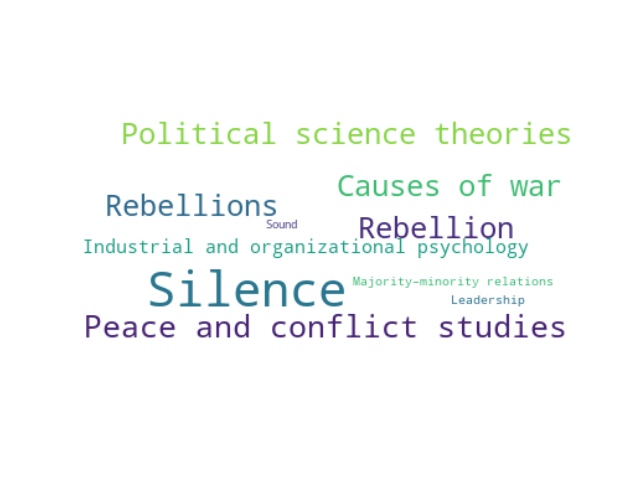 Political science theories
Causes of war
Rebellions
Sound
Rebellion
Industrial and organizational psychology
Silence
Majority-minority relations
Leadership
Peace and conflict studies